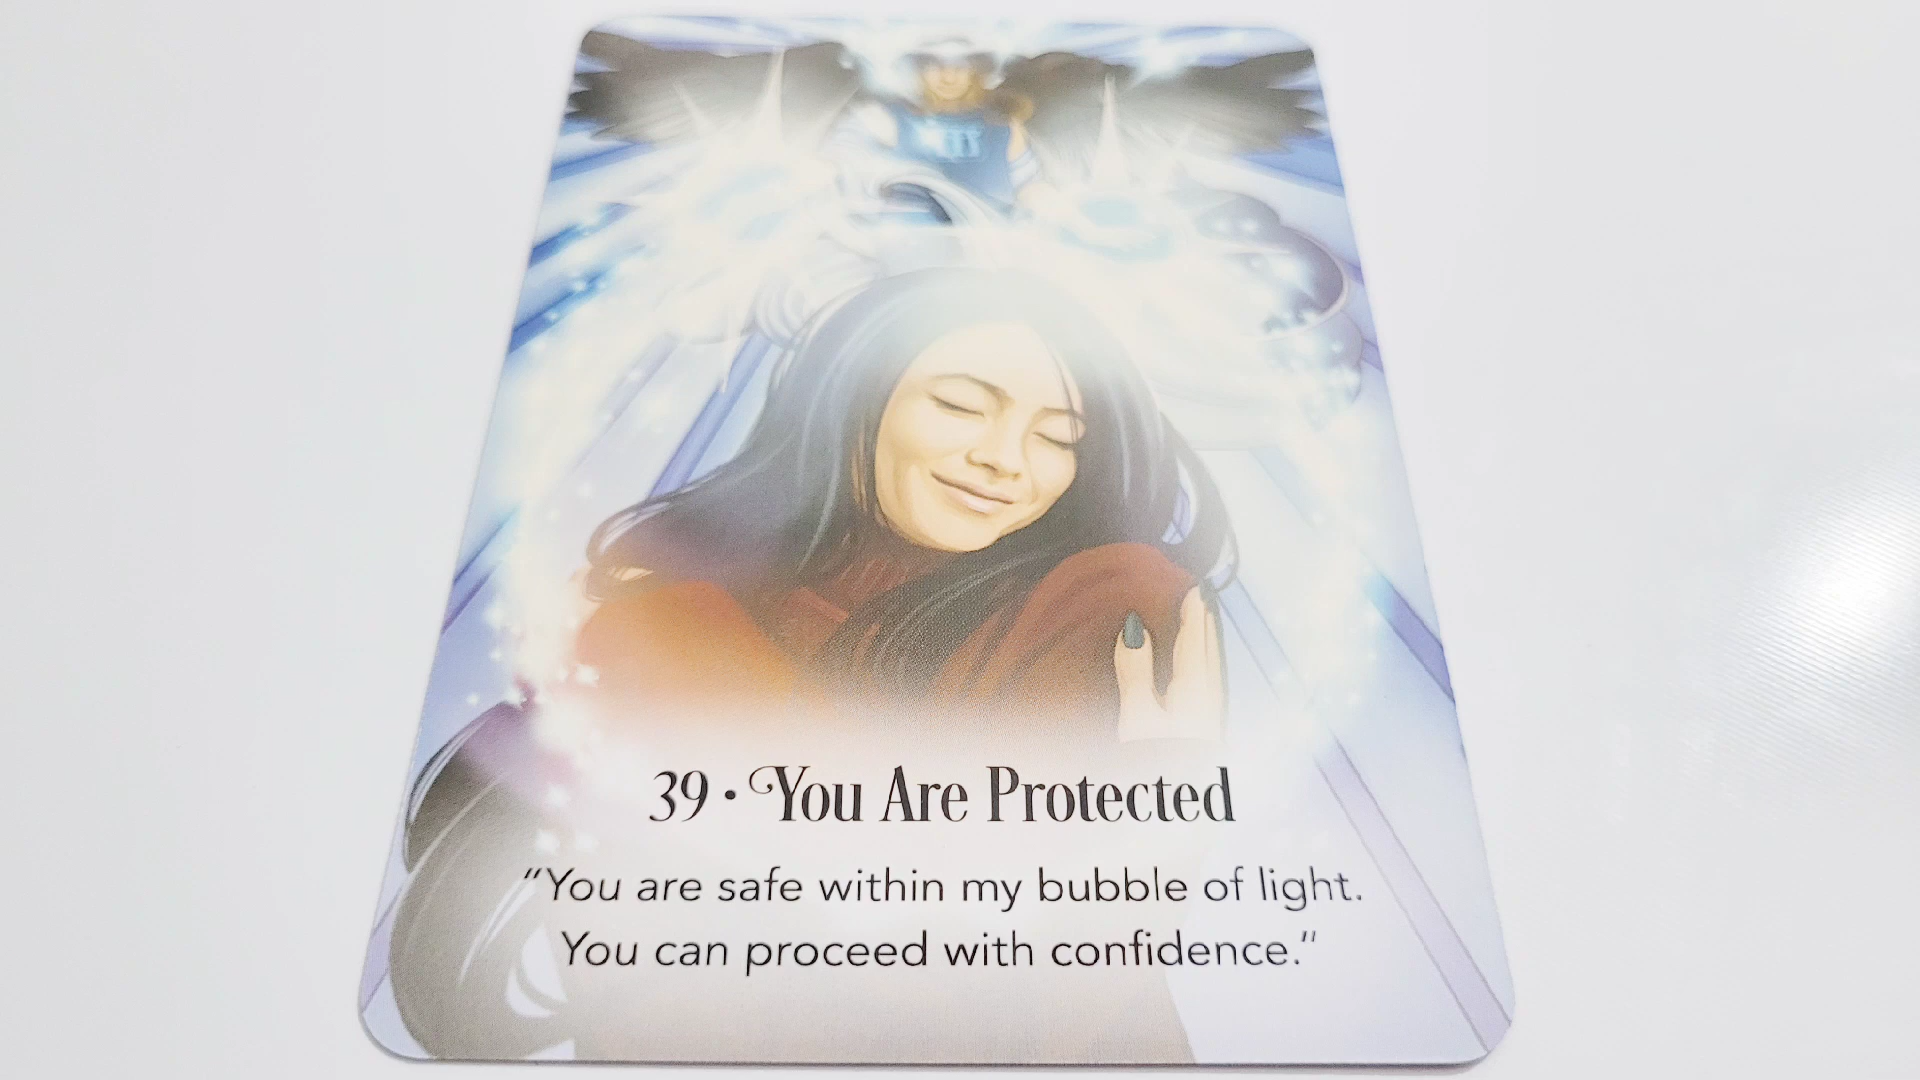 39 · You Are Protected
"You are safe within my bubble of light.
You can proceed with confidence."